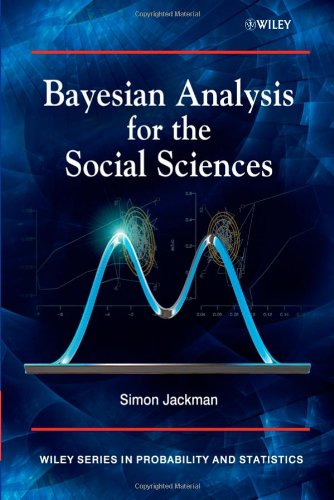 WILEY
Bayesian Analysis
for the
Social Sciences
Simon Jackman
WILEY SERIES IN PROBABILITY AND STATISTICS